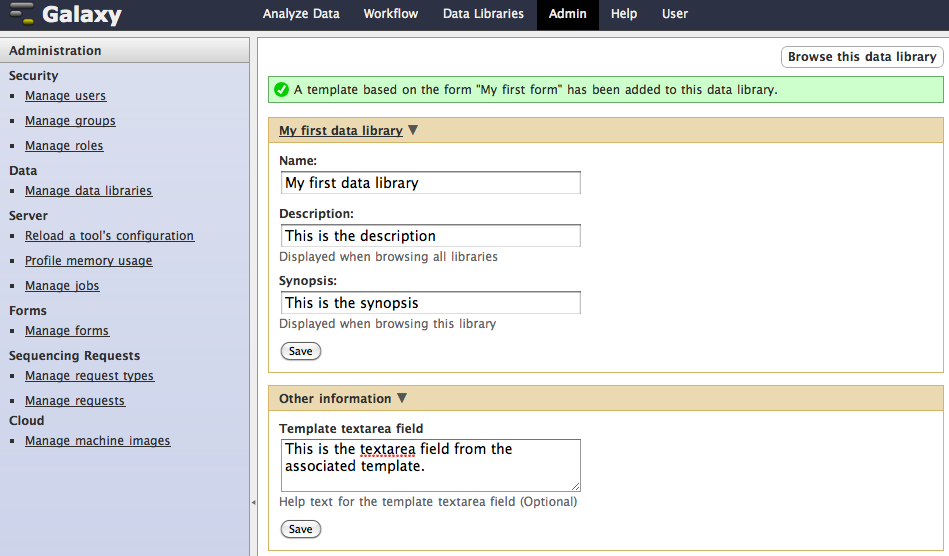 Galaxy
Analyze Data Workflow Data Libraries Admin Help User
Administration
Security
Manage users
Manage groups
Manage roles
Data
Manage data libraries
Server
Reload a tool's configuration
Profile memory usage
Manage jobs
Forms
Manage forms
Sequencing Requests
Manage request types
Manage requests
Cloud
Manage machine images
Browse this data library
A template based on the form "My first form" has been added to this data library.
My first data library
Name:
My first data library
Description:
This is the description
Displayed when browsing all libraries
Synopsis:
This is the synopsis
Displayed when browsing this library
Save
Other information
Template textarea field
This is the textarea field from the
associated template.
Help text for the template textarea field (Optional)
Save